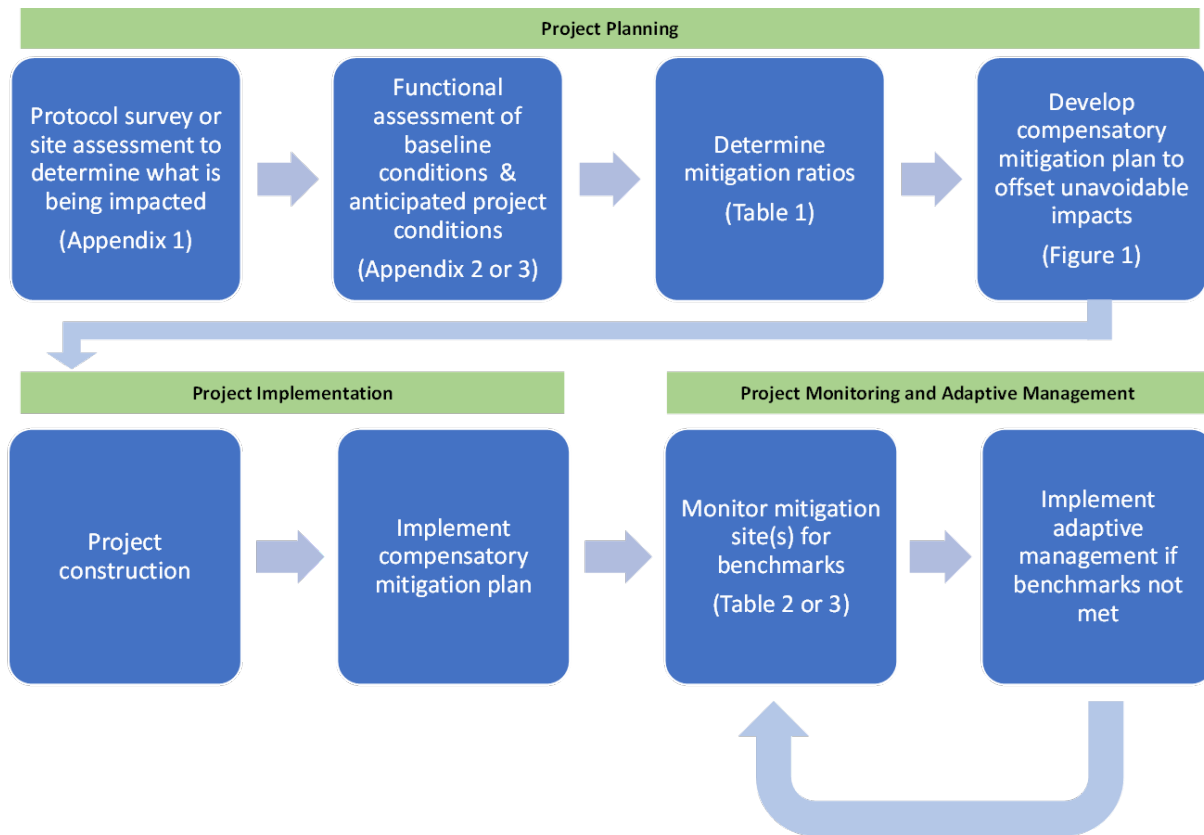 Project Planning
Protocol survey or
site assessment to
determine what is
being impacted
(Appendix 1)
Functional
assessment of
baseline
conditions &
anticipated project
conditions
(Appendix 2 or 3)
Determine
mitigation ratios
(Table 1)
Develop
compensatory
mitigation plan to
offset unavoidable
impacts
(Figure 1)
Project Implementation
Project
construction
Implement
compensatory
mitigation plan
Project Monitoring and Adaptive Management
Monitor mitigation
site(s) for
benchmarks
(Table 2 or 3)
Implement
adaptive
management if
benchmarks not
met